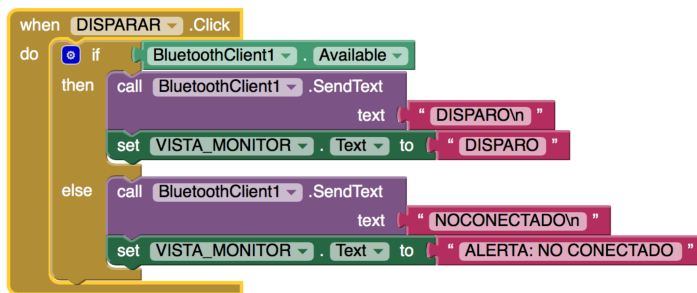 when DISPARAR .Click
do if BluetoothClient1 . Available
then call BluetoothClient1 .SendText
text " DISPARO\n "
set VISTA_MONITOR . Text to " DISPARO "
else call BluetoothClient1 .SendText
text " NOCONECTADO\n "
set VISTA_MONITOR . Text to " ALERTA: NO CONECTADO "